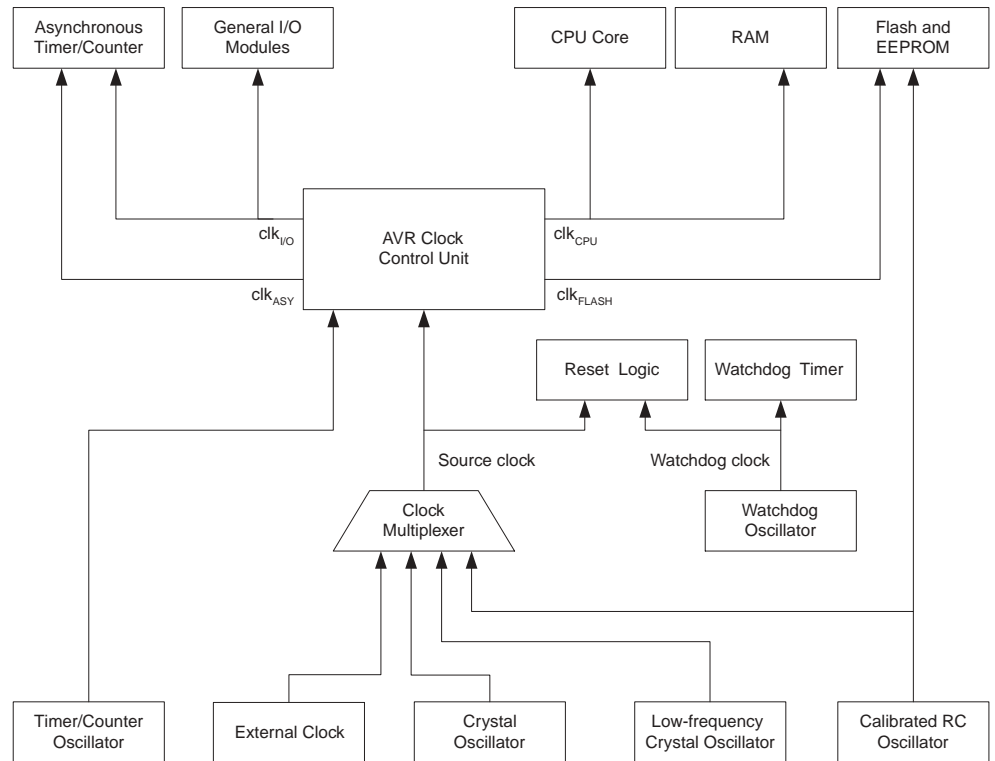 Asynchronous
Timer/Counter
General I/O
Modules
CPU Core
RAM
Flash and
EEPROM
clkI/O
AVR Clock
Control Unit
clkCPU
clkASY
clkFLASH
Reset Logic
Watchdog Timer
Source clock
Watchdog clock
Clock
Multiplexer
Watchdog
Oscillator
Timer/Counter
Oscillator
External Clock
Crystal
Oscillator
Low-frequency
Crystal Oscillator
Calibrated RC
Oscillator